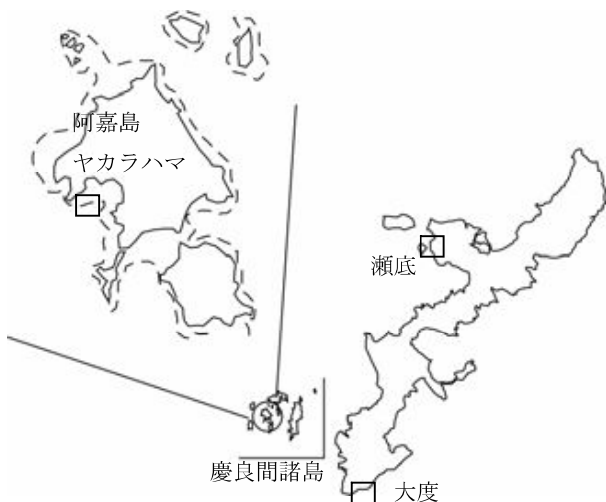 阿嘉島
ヤカラハマ
瀬底
慶良間諸島
大度